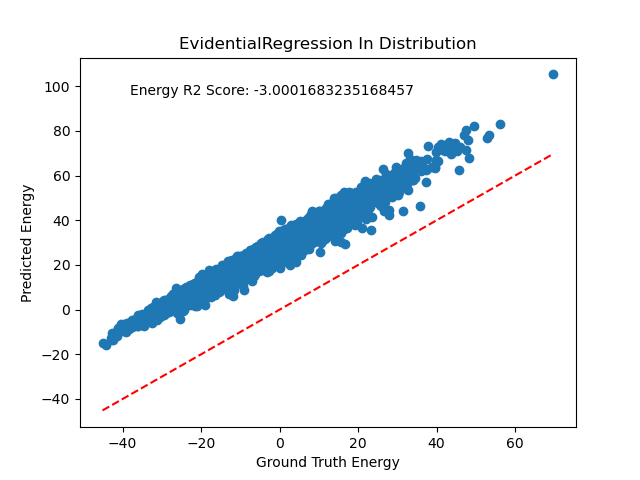 EvidentialRegression In Distribution
Energy R2 Score: -3.0001683235168457
100
80
60
40
20
0
−20
−40
Predicted Energy
−40 −20 0 20 40 60
Ground Truth Energy